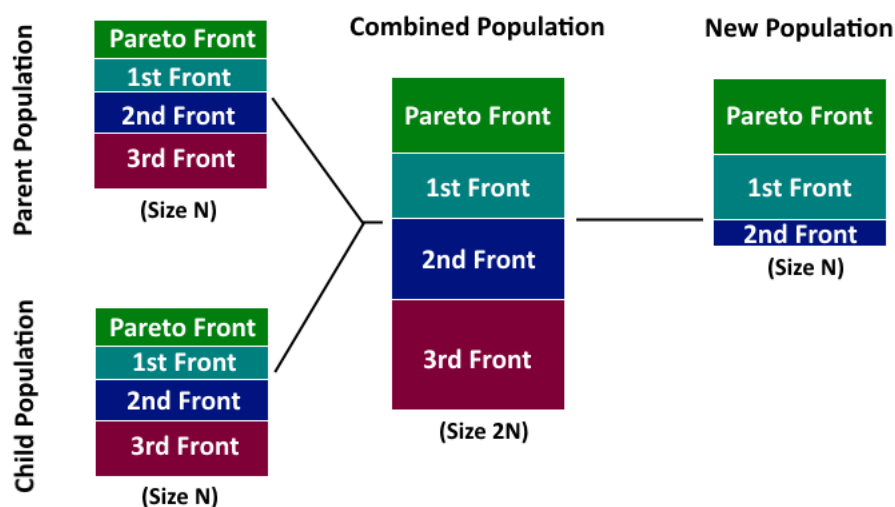 Parent Population
Pareto Front
1st Front
2nd Front
3rd Front
(Size N)
Child Population
Pareto Front
1st Front
2nd Front
3rd Front
(Size N)
Combined Population
Pareto Front
1st Front
2nd Front
3rd Front
(Size 2N)
New Population
Pareto Front
1st Front
2nd Front
(Size N)